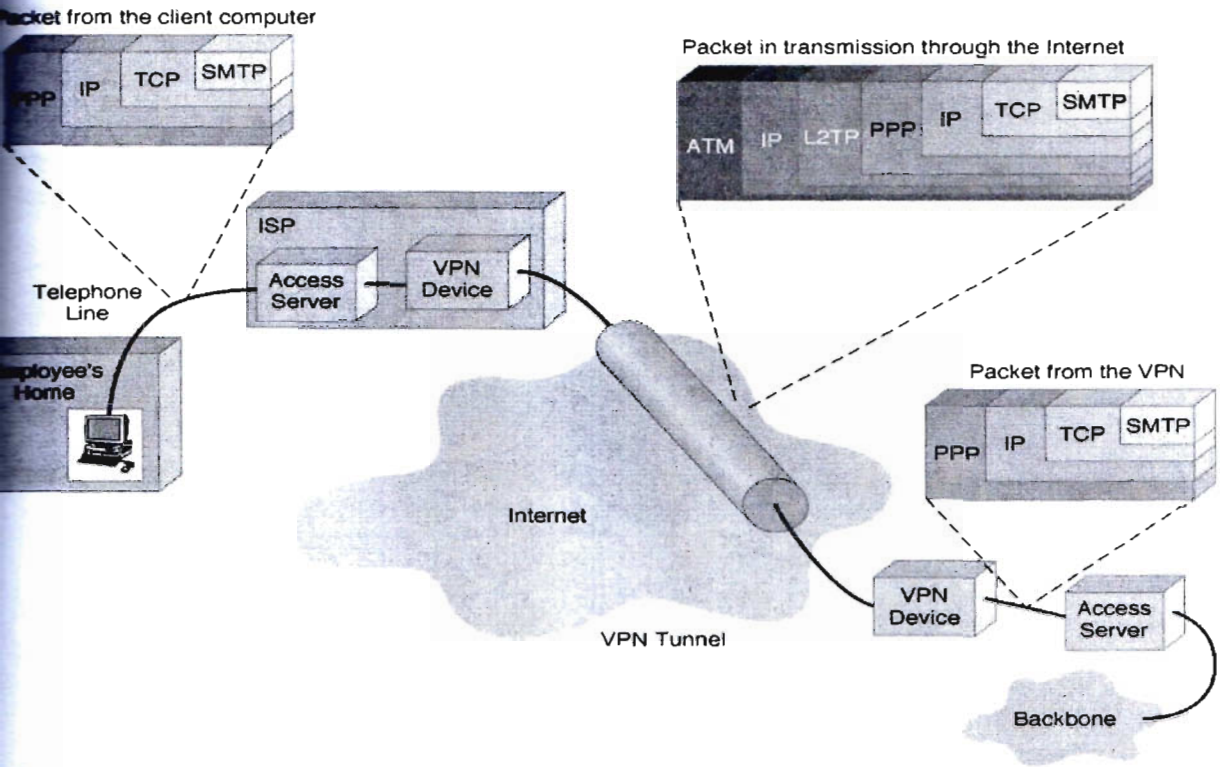 Packet from the client computer
PPP IP TCP SMTP
Packet in transmission through the Internet
ATM IP L2TP PPP IP TCP SMTP
ISP
Access
Server
VPN
Device
Telephone
Line
Employee's
Home
Packet from the VPN
PPP IP TCP SMTP
Internet
VPN Tunnel
VPN
Device
Access
Server
Backbone